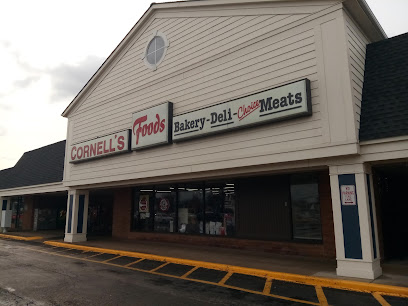 CORNELL'S
Foods
Bakery-Deli-Choice Meats